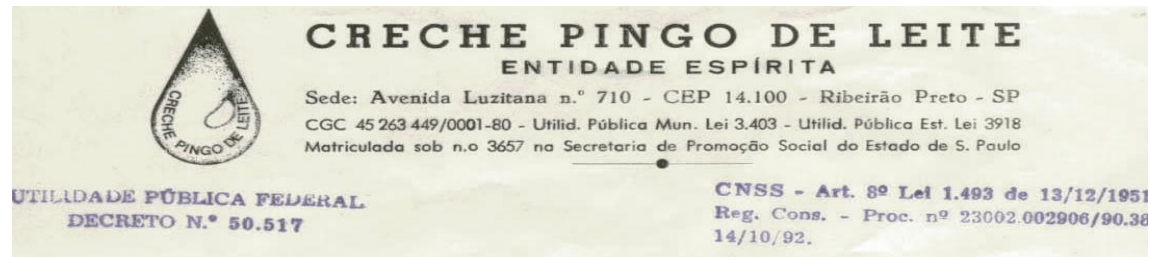 CRECHE PINGO DE LEITE
CRECHE PINGO DE LEITE
ENTIDADE ESPÍRITA
Sede: Avenida Luzitana n.º 710 - CEP 14.100 - Ribeirão Preto - SP
CGC 45 263 449/0001-80 - Utilid. Pública Mun. Lei 3.403 - Utilid. Pública Est. Lei 3918
Matriculada sob n.o 3657 na Secretaria de Promoção Social do Estado de S. Paulo
UTILIDADE PÚBLICA FEDERAL
DECRETO N.º 50.517
CNSS - Art. 8º Lei 1.493 de 13/12/1951
Reg. Cons. - Proc. nº 23002.002906/90.38
14/10/92.